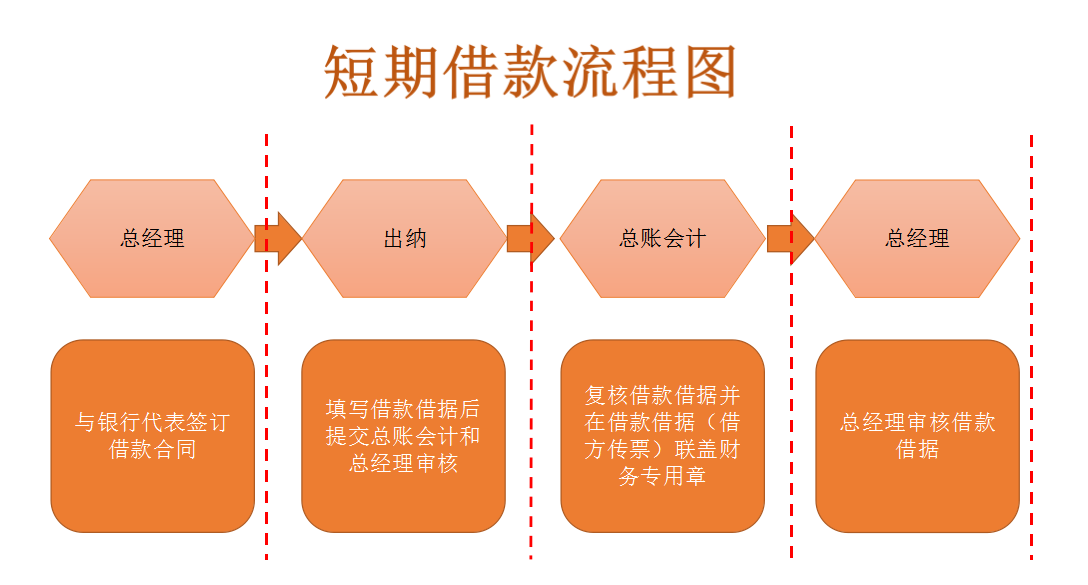 短期借款流程图
总经理
出纳
总账会计
总经理
与银行代表签订
借款合同
填写借款借据后
提交总账会计和
总经理审核
复核借款借据并
在借款借据（借
方传票）联盖财
务专用章
总经理审核借款
借据